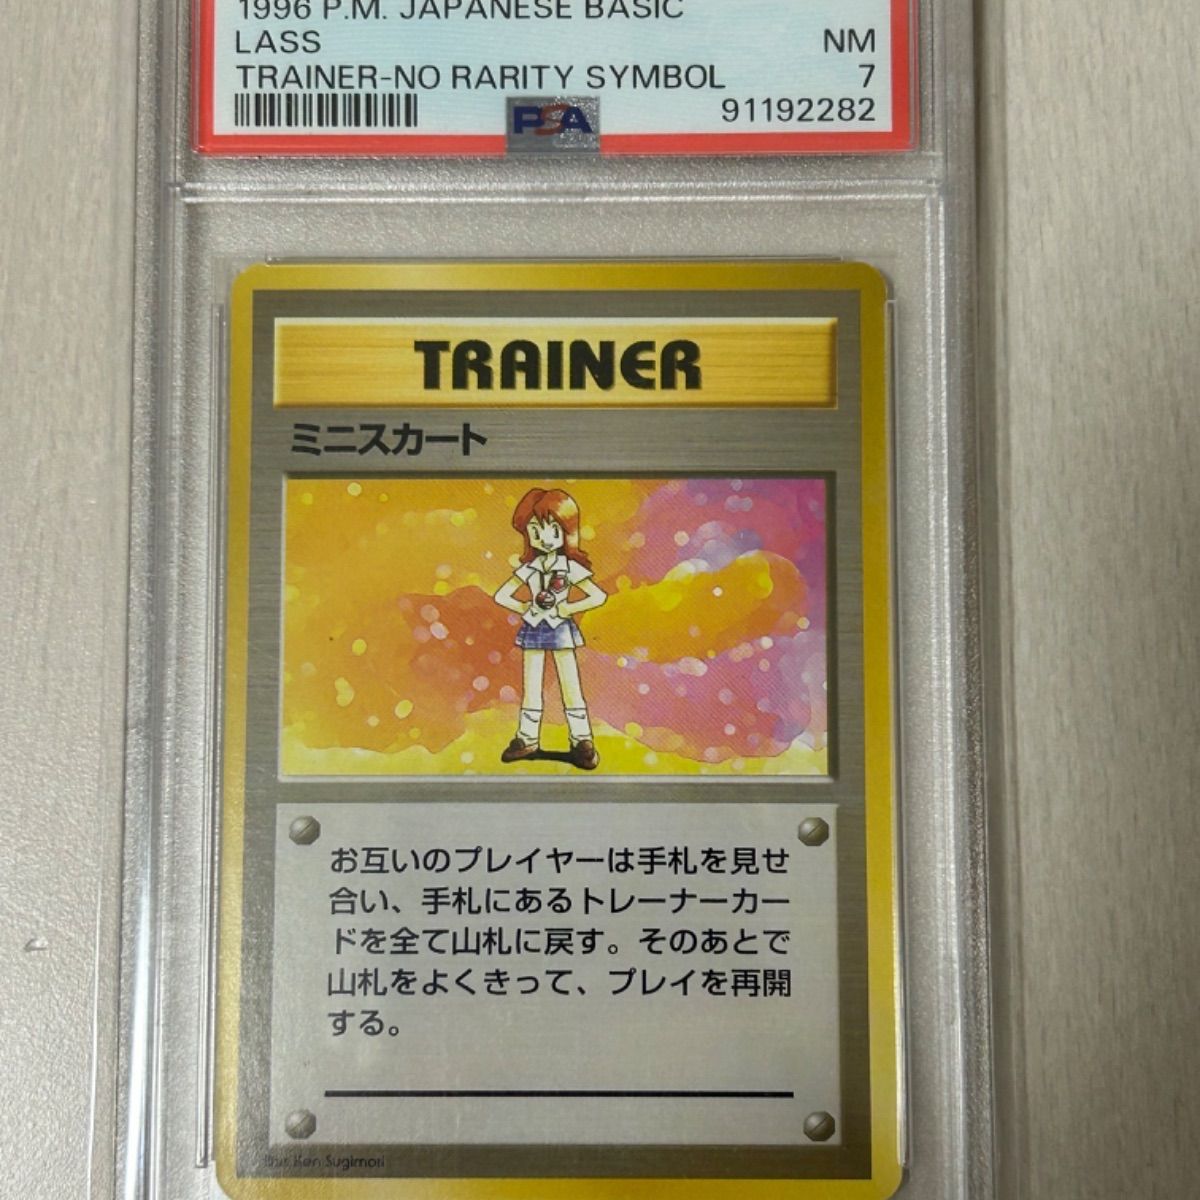 1996 P.M. JAPANESE BASIC
LASS NM
TRAINER-NO RARITY SYMBOL 7
PSA 91192282
TRAINER
ミニスカート
お互いのプレイヤーは手札を見せ
合い、手札にあるトレーナーカー
ドを全て山札に戻す。そのあとで
山札をよくきって、プレイを再開
する。
Illus. Ken Sugimori